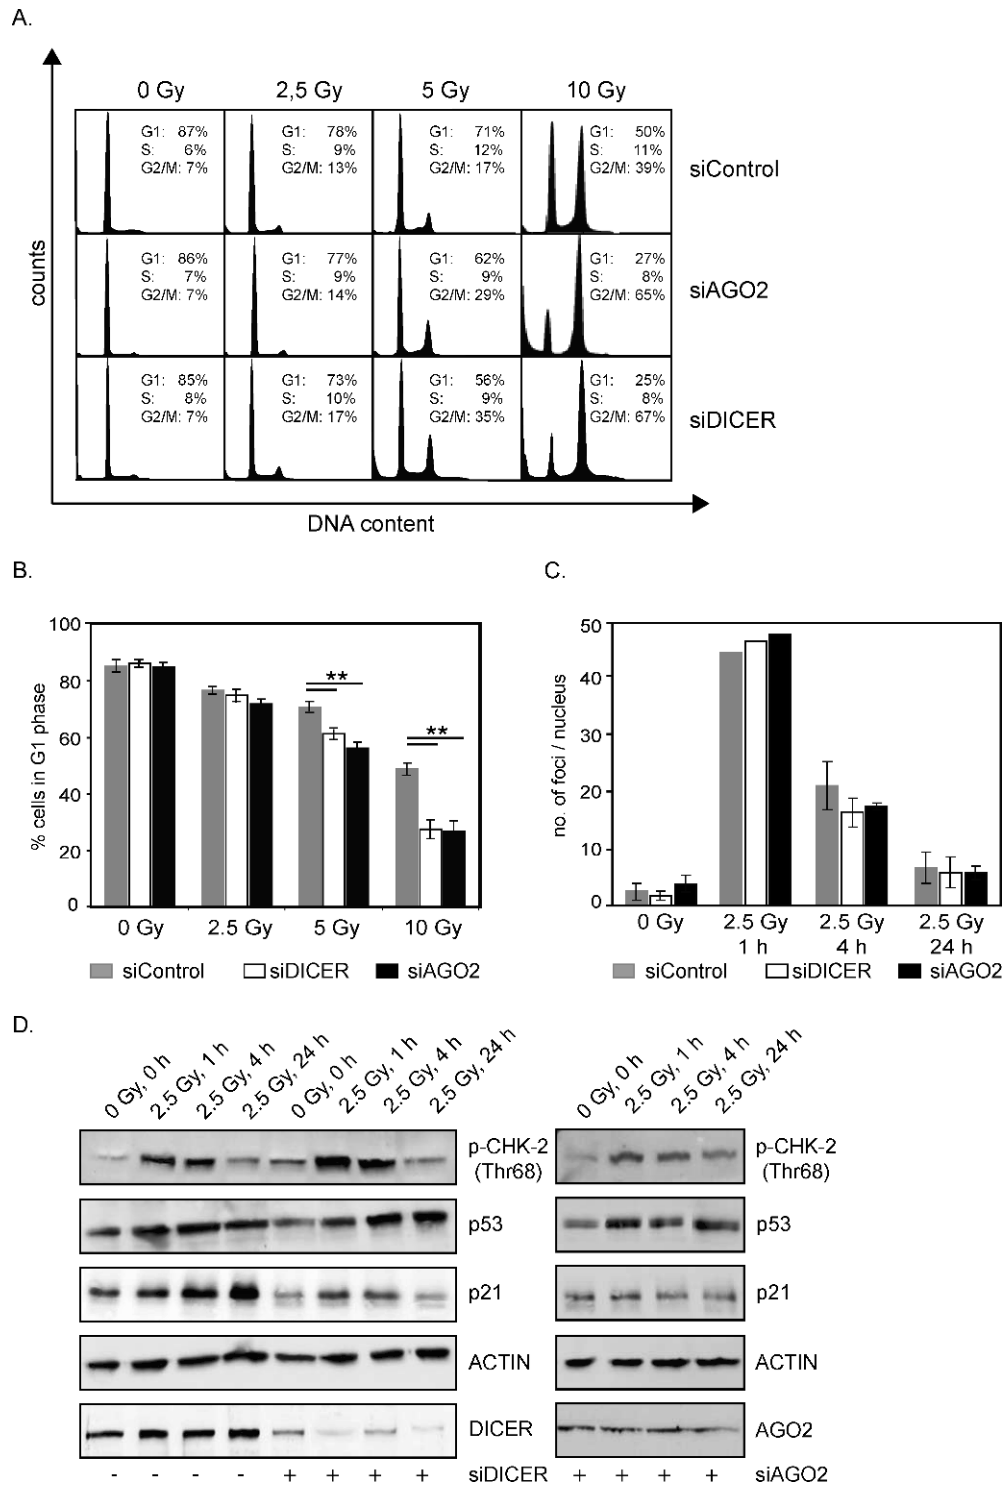 A.
0 Gy 2,5 Gy 5 Gy 10 Gy
G1: 87% G1: 78% G1: 71% G1: 50%
S: 6% S: 9% S: 12% S: 11%
G2/M: 7% G2/M: 13% G2/M: 17% G2/M: 39%
siControl
G1: 86% G1: 77% G1: 62% G1: 27%
S: 7% S: 9% S: 9% S: 8%
G2/M: 7% G2/M: 14% G2/M: 29% G2/M: 65%
siAGO2
G1: 85% G1: 73% G1: 56% G1: 25%
S: 8% S: 10% S: 9% S: 8%
G2/M: 7% G2/M: 17% G2/M: 35% G2/M: 67%
siDICER
counts
DNA content
B.
% cells in G1 phase
100
80
60
40
20
0
**
**
0 Gy 2.5 Gy 5 Gy 10 Gy
siControl siDICER siAGO2
C.
no. of foci / nucleus
50
40
30
20
10
0
0 Gy 2.5 Gy 2.5 Gy 2.5 Gy
1 h 4 h 24 h
siControl siDICER siAGO2
D.
0 Gy, 0 h 2.5 Gy, 1 h 2.5 Gy, 4 h 2.5 Gy, 24 h 0 Gy, 0 h 2.5 Gy, 1 h 2.5 Gy, 4 h 2.5 Gy, 24 h
p-CHK-2
(Thr68)
p53
p21
ACTIN
DICER
- - - - + + + + siDICER
0 Gy, 0 h 2.5 Gy, 1 h 2.5 Gy, 4 h 2.5 Gy, 24 h
p-CHK-2
(Thr68)
p53
p21
ACTIN
AGO2
+ + + + siAGO2